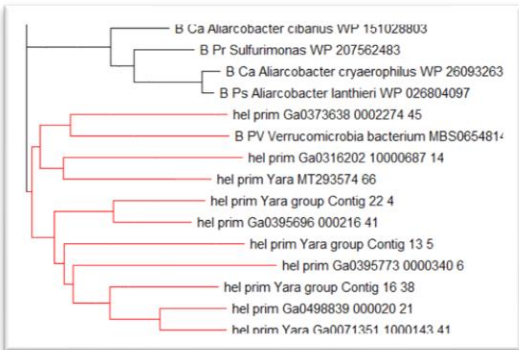 B Ca Aliarcobacter cibarius WP 151028803
B Pr Sulfurimonas WP 207562483
B Ca Aliarcobacter cryaerophilus WP 26093263
B Ps Aliarcobacter lanthieri WP 026804097
hel prim Ga0373638 0002274 45
B PV Verrucomicrobia bacterium MBS0654814
hel prim Ga0316202 10000687 14
hel prim Yara MT293574 66
hel prim Yara group Contig 22 4
hel prim Ga0395696 000216 41
hel prim Yara group Contig 13 5
hel prim Ga0395773 0000340 6
hel prim Yara group Contig 16 38
hel prim Ga0498839 000020 21
hel prim Yara Ga0071351 1000143 41